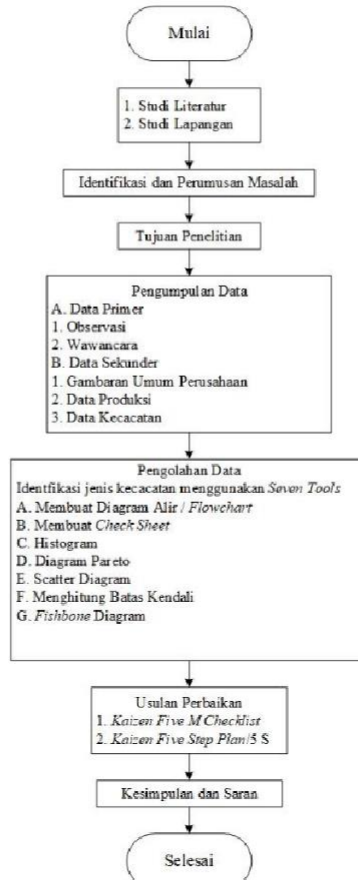 Mulai
1. Studi Literatur
2. Studi Lapangan
Identifikasi dan Perumusan Masalah
Tujuan Penelitian
Pengumpulan Data
A. Data Primer
1. Observasi
2. Wawancara
B. Data Sekunder
1. Gambaran Umum Perusahaan
2. Data Produksi
3. Data Kecacatan
Pengolahan Data
Identfikasi jenis kecacatan menggunakan Seven Tools
A. Membuat Diagram Alir / Flowchart
B. Membuat Check Sheet
C. Histogram
D. Diagram Pareto
E. Scatter Diagram
F. Menghitung Batas Kendali
G. Fishbone Diagram
Usulan Perbaikan
1. Kaizen Five M Checklist
2. Kaizen Five Step Plan/5 S
Kesimpulan dan Saran
Selesai